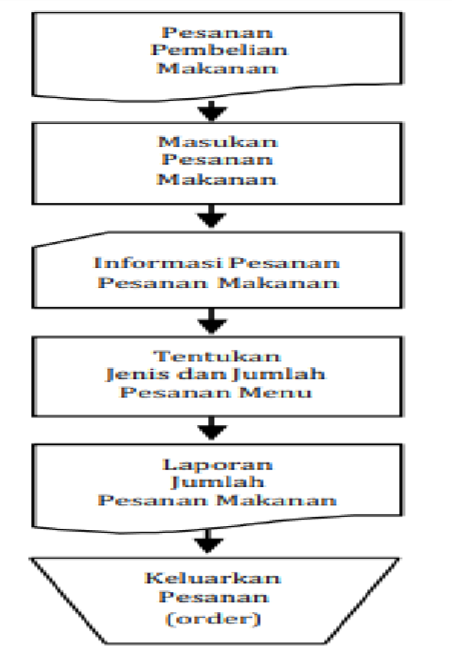 Pesanan
Pembelian
Makanan
Masukan
Pesanan
Makanan
Informasi Pesanan
Pesanan Makanan
Tentukan
Jenis dan Jumlah
Pesanan Menu
Laporan
Jumlah
Pesanan Makanan
Keluarkan
Pesanan
(order)